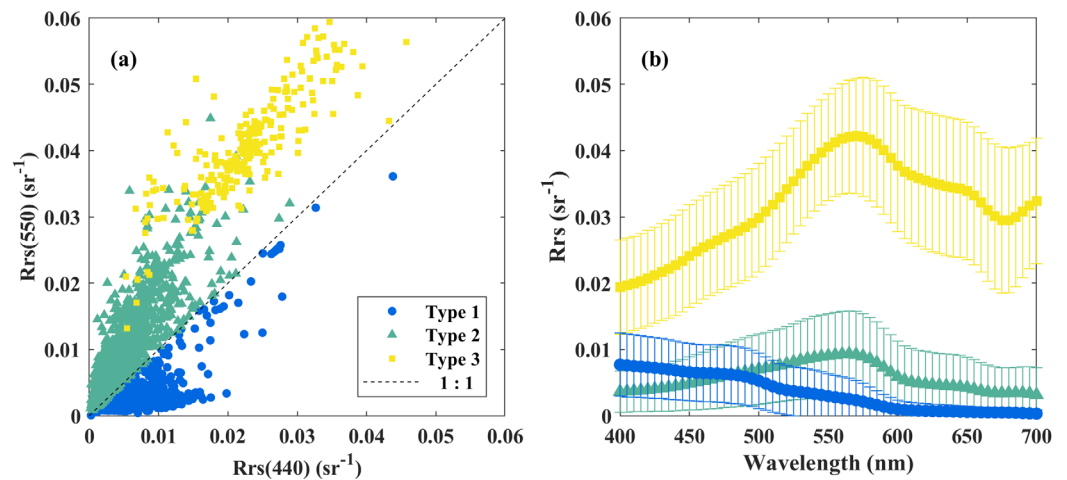 (a)
0.06
0.05
0.04
0.03
0.02
0.01
0
Rrs(550) (sr⁻¹)
0 0.01 0.02 0.03 0.04 0.05 0.06
Rrs(440) (sr⁻¹)
Type 1
Type 2
Type 3
1 : 1
(b)
0.06
0.05
0.04
0.03
0.02
0.01
0
Rrs (sr⁻¹)
400 450 500 550 600 650 700
Wavelength (nm)